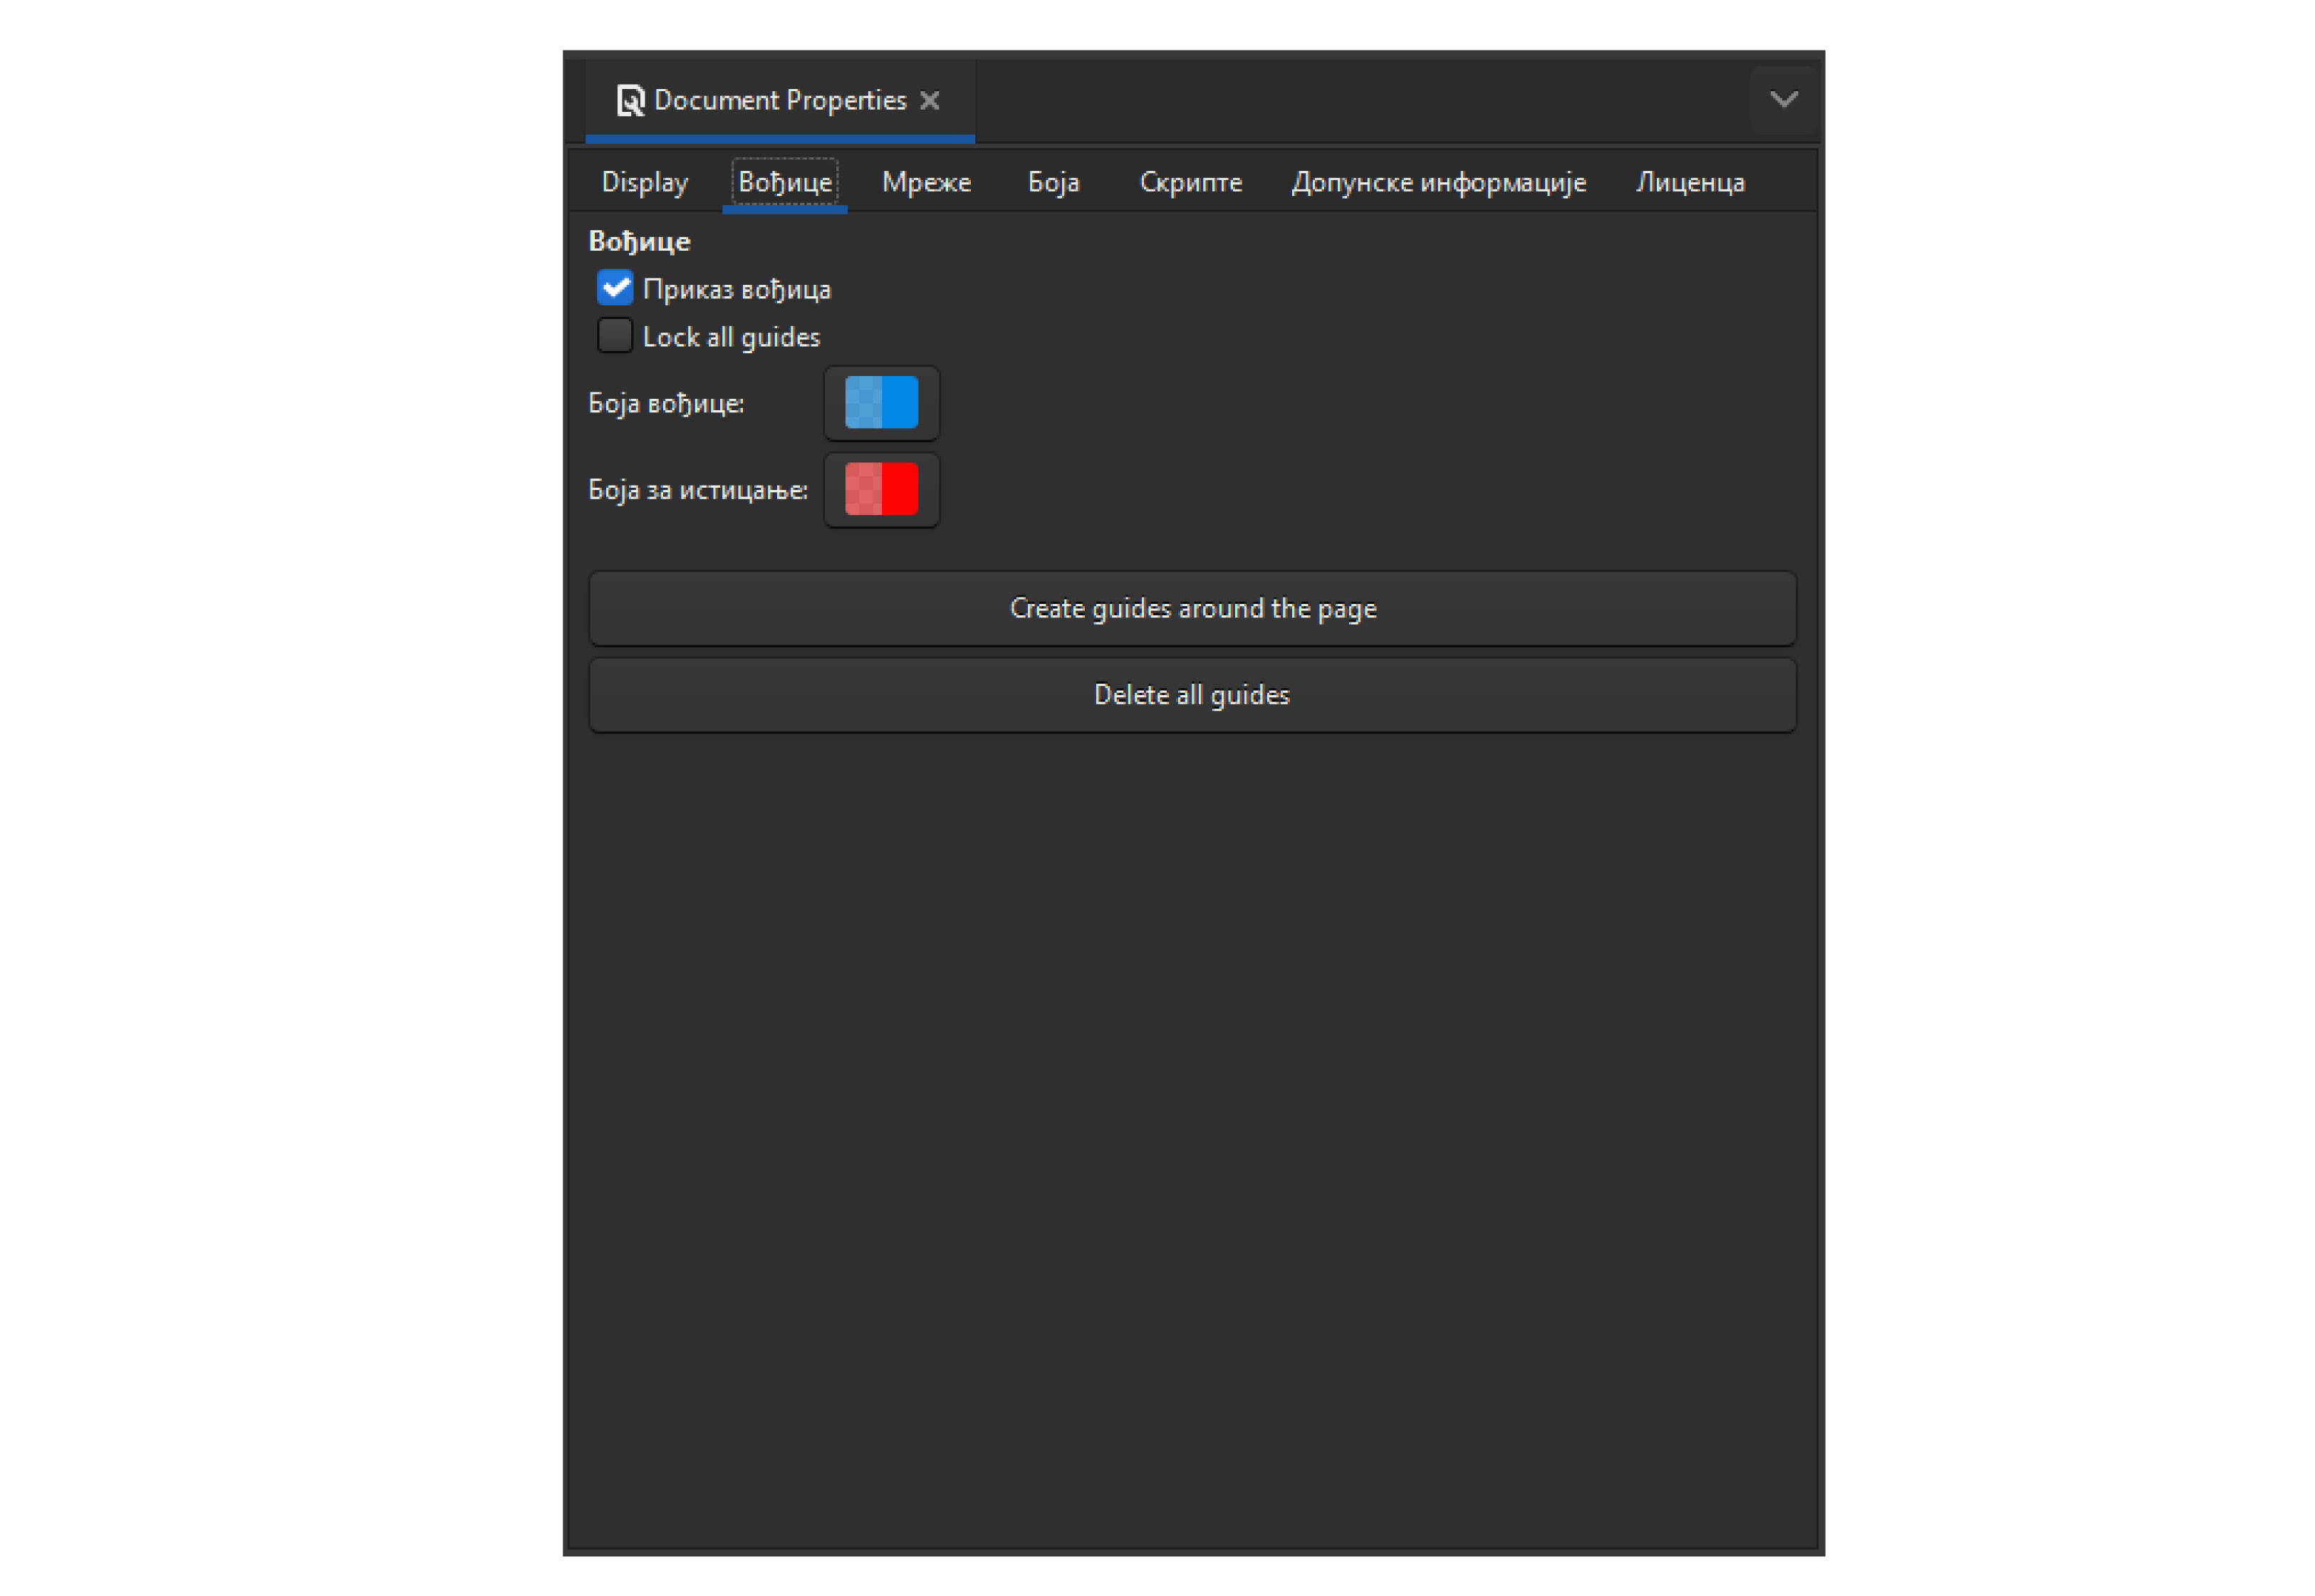 Document Properties
Display Вођице Мреже Боја Скрипте Допунске информације Лиценца
Вођице
Приказ вођица
Lock all guides
Боја вођице:
Боја за истицање:
Create guides around the page
Delete all guides